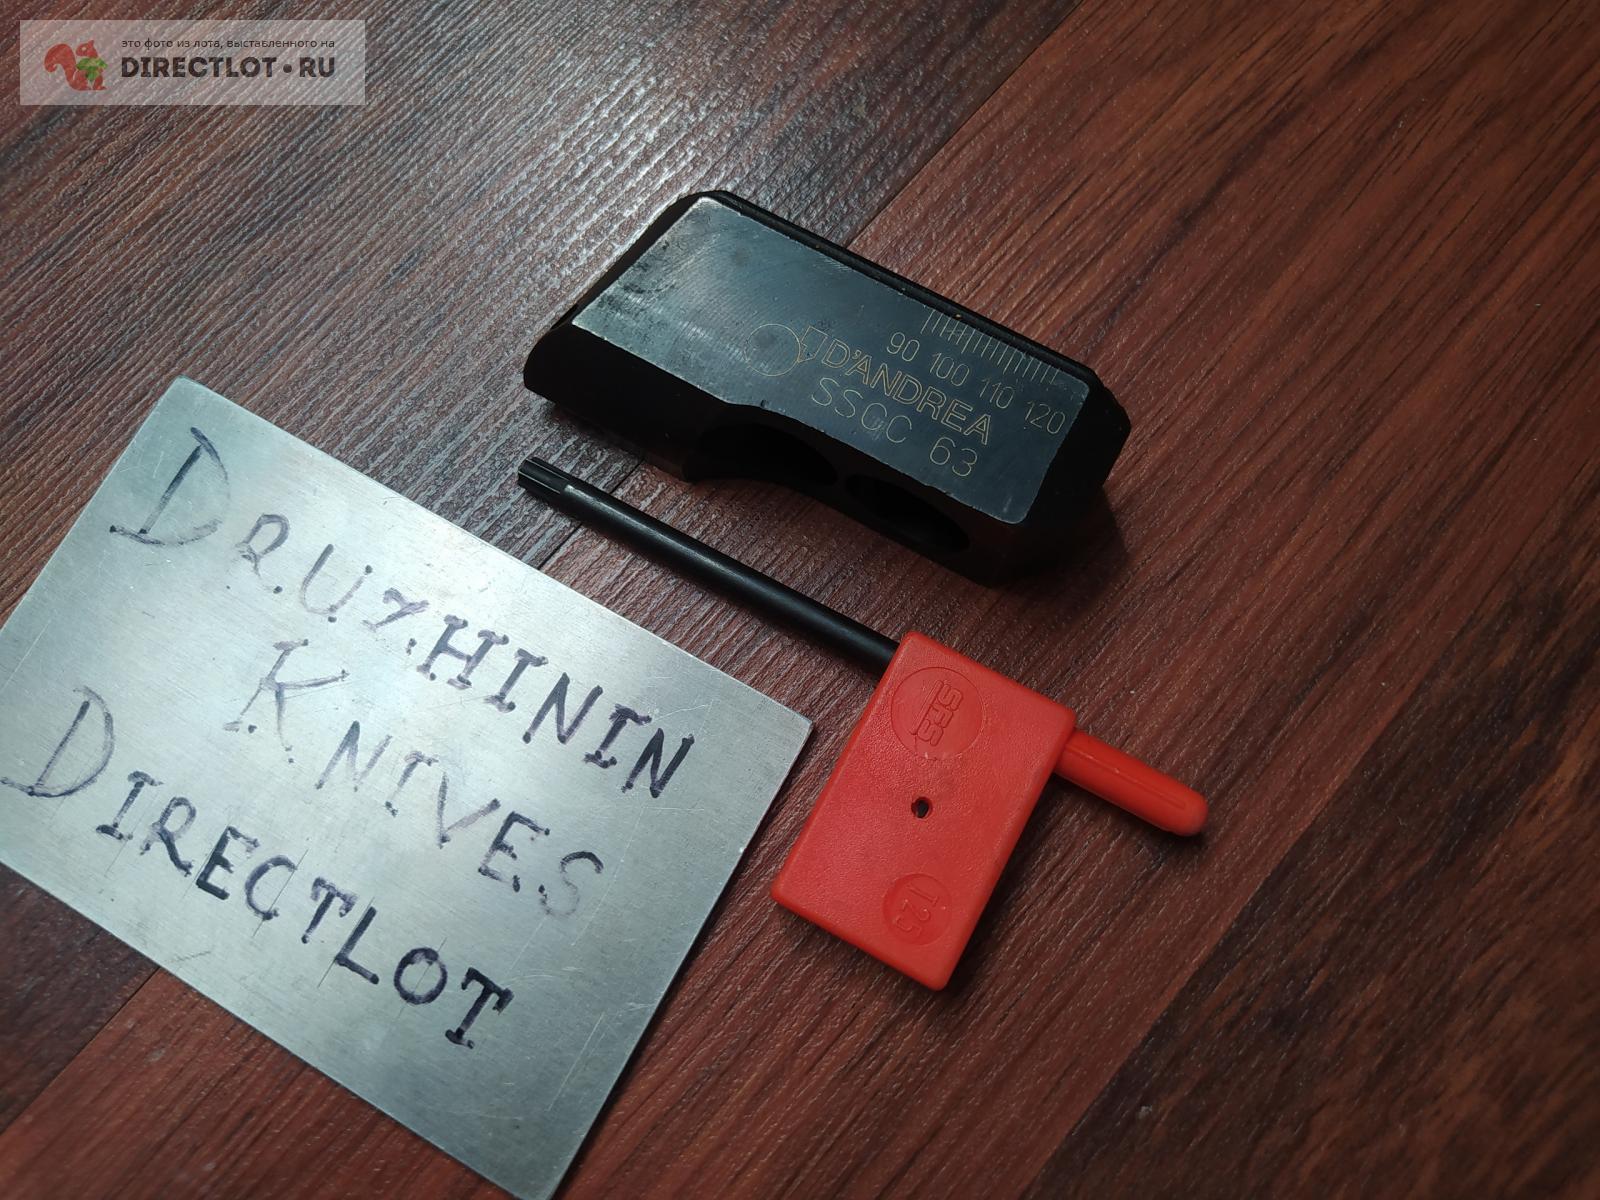 это фото из лота, выставленного на
DIRECTLOT.RU
90 100 110 120
D'ANDREA
SSGC 63
DRUZHININ
KNIVES
DIRECTLOT
SFS
T25